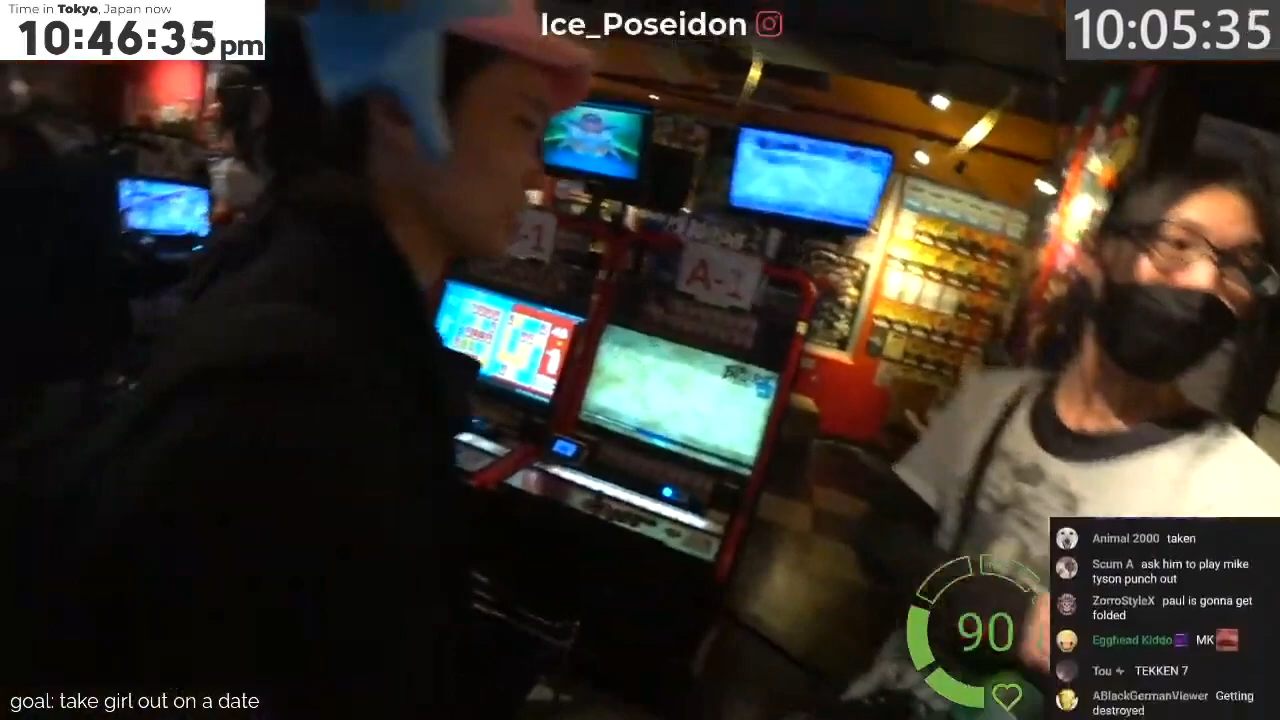 Time in Tokyo, Japan now
10:46:35pm
Ice_Poseidon
10:05:35
-1
A-1
90
Animal 2000 taken
Scum A ask him to play mike
tyson punch out
ZorroStyleX paul is gonna get
folded
Egghead Kiddo MK
Tou TEKKEN 7
ABlackGermanViewer Getting
destroyed
goal: take girl out on a date